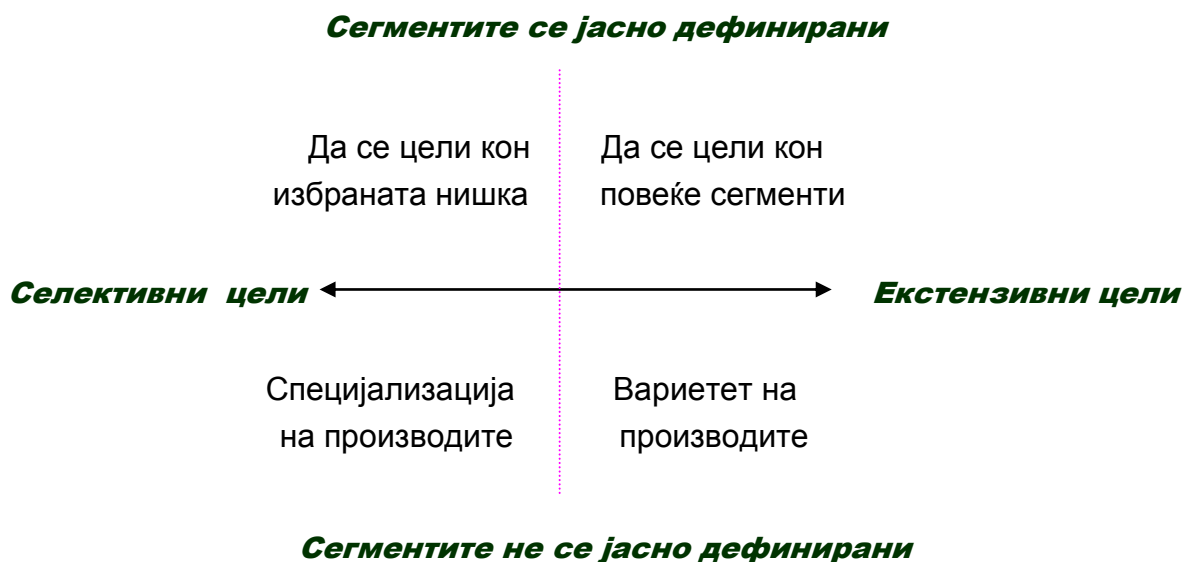 Сегментите се јасно дефинирани
Да се цели кон
избраната нишка
Да се цели кон
повеќе сегменти
Селективни цели
Екстензивни цели
Специјализација
на производите
Вариетет на
производите
Сегментите не се јасно дефинирани